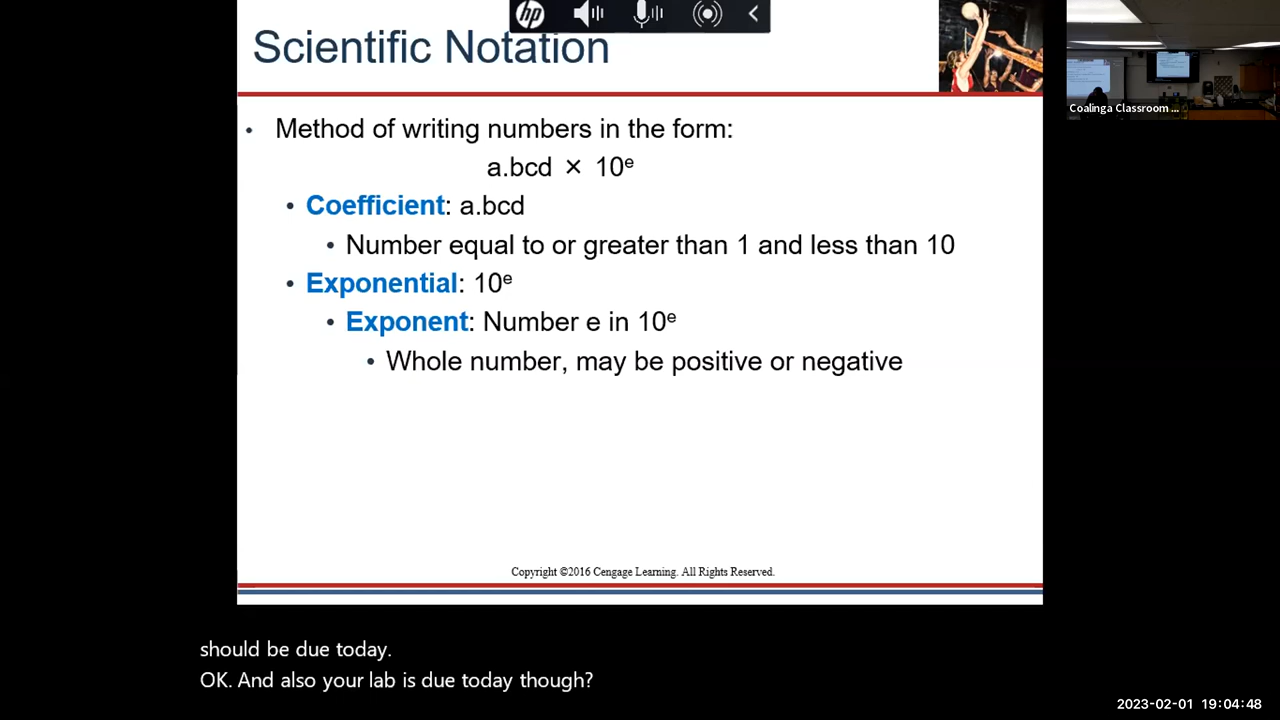 hp
Scientific Notation
Coalinga Classroom ...
• Method of writing numbers in the form:
a.bcd × 10ᵉ
• Coefficient: a.bcd
• Number equal to or greater than 1 and less than 10
• Exponential: 10ᵉ
• Exponent: Number e in 10ᵉ
• Whole number, may be positive or negative
Copyright ©2016 Cengage Learning. All Rights Reserved.
should be due today.
OK. And also your lab is due today though?
2023-02-01 19:04:48